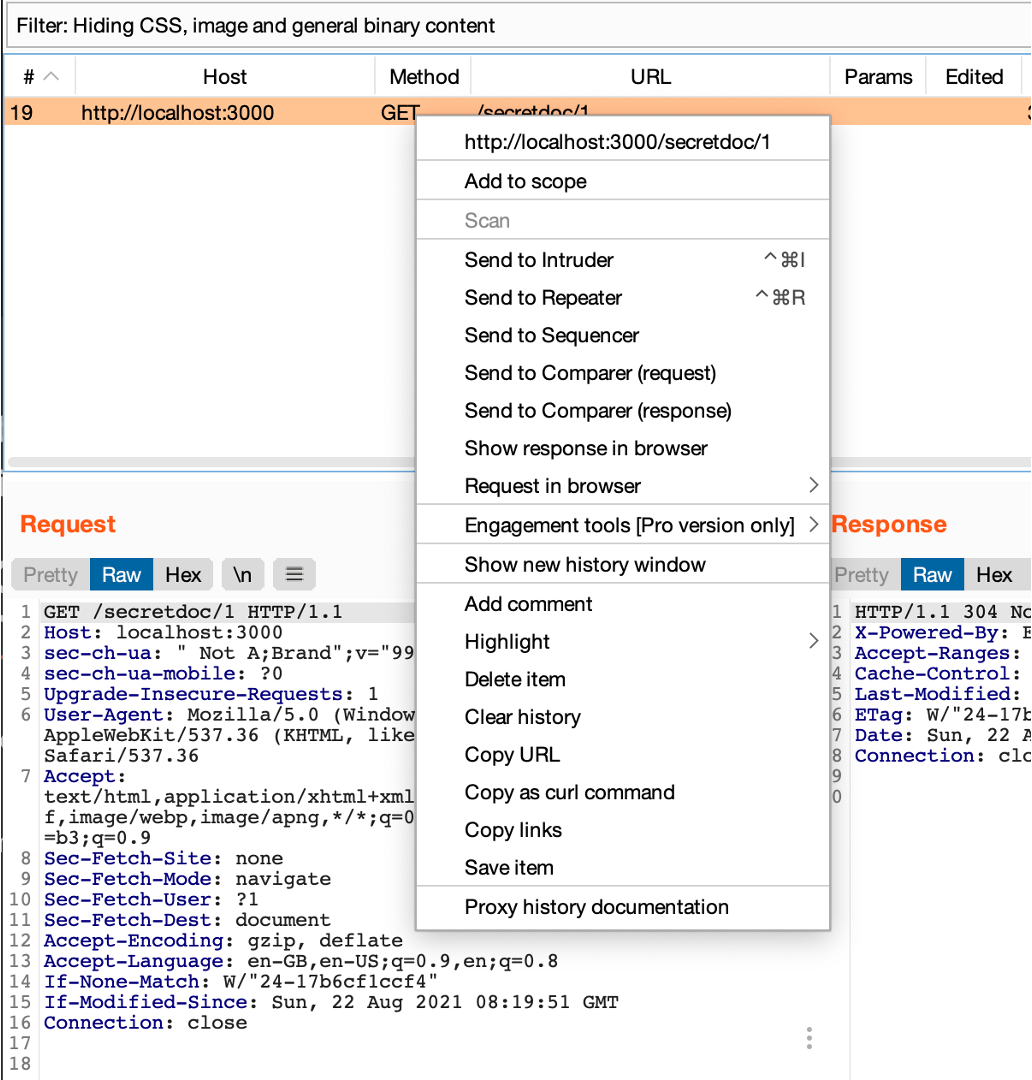 Filter: Hiding CSS, image and general binary content
# Host Method URL Params Edited
19 http://localhost:3000 GET /secretdoc/1
http://localhost:3000/secretdoc/1
Add to scope
Scan
Send to Intruder ^⌘I
Send to Repeater ^⌘R
Send to Sequencer
Send to Comparer (request)
Send to Comparer (response)
Show response in browser
Request in browser
Engagement tools [Pro version only]
Show new history window
Add comment
Highlight
Delete item
Clear history
Copy URL
Copy as curl command
Copy links
Save item
Proxy history documentation
Request
Pretty Raw Hex \n
1 GET /secretdoc/1 HTTP/1.1
2 Host: localhost:3000
3 sec-ch-ua: " Not A;Brand";v="99
4 sec-ch-ua-mobile: ?0
5 Upgrade-Insecure-Requests: 1
6 User-Agent: Mozilla/5.0 (Window
AppleWebKit/537.36 (KHTML, like
Safari/537.36
7 Accept:
text/html,application/xhtml+xml
f,image/webp,image/apng,*/*;q=0
=b3;q=0.9
8 Sec-Fetch-Site: none
9 Sec-Fetch-Mode: navigate
10 Sec-Fetch-User: ?1
11 Sec-Fetch-Dest: document
12 Accept-Encoding: gzip, deflate
13 Accept-Language: en-GB,en-US;q=0.9,en;q=0.8
14 If-None-Match: W/"24-17b6cf1ccf4"
15 If-Modified-Since: Sun, 22 Aug 2021 08:19:51 GMT
16 Connection: close
17
18
Response
Pretty Raw Hex
1 HTTP/1.1 304 No
2 X-Powered-By: E
3 Accept-Ranges:
4 Cache-Control:
5 Last-Modified:
6 ETag: W/"24-17b
7 Date: Sun, 22 A
8 Connection: clo
9
0